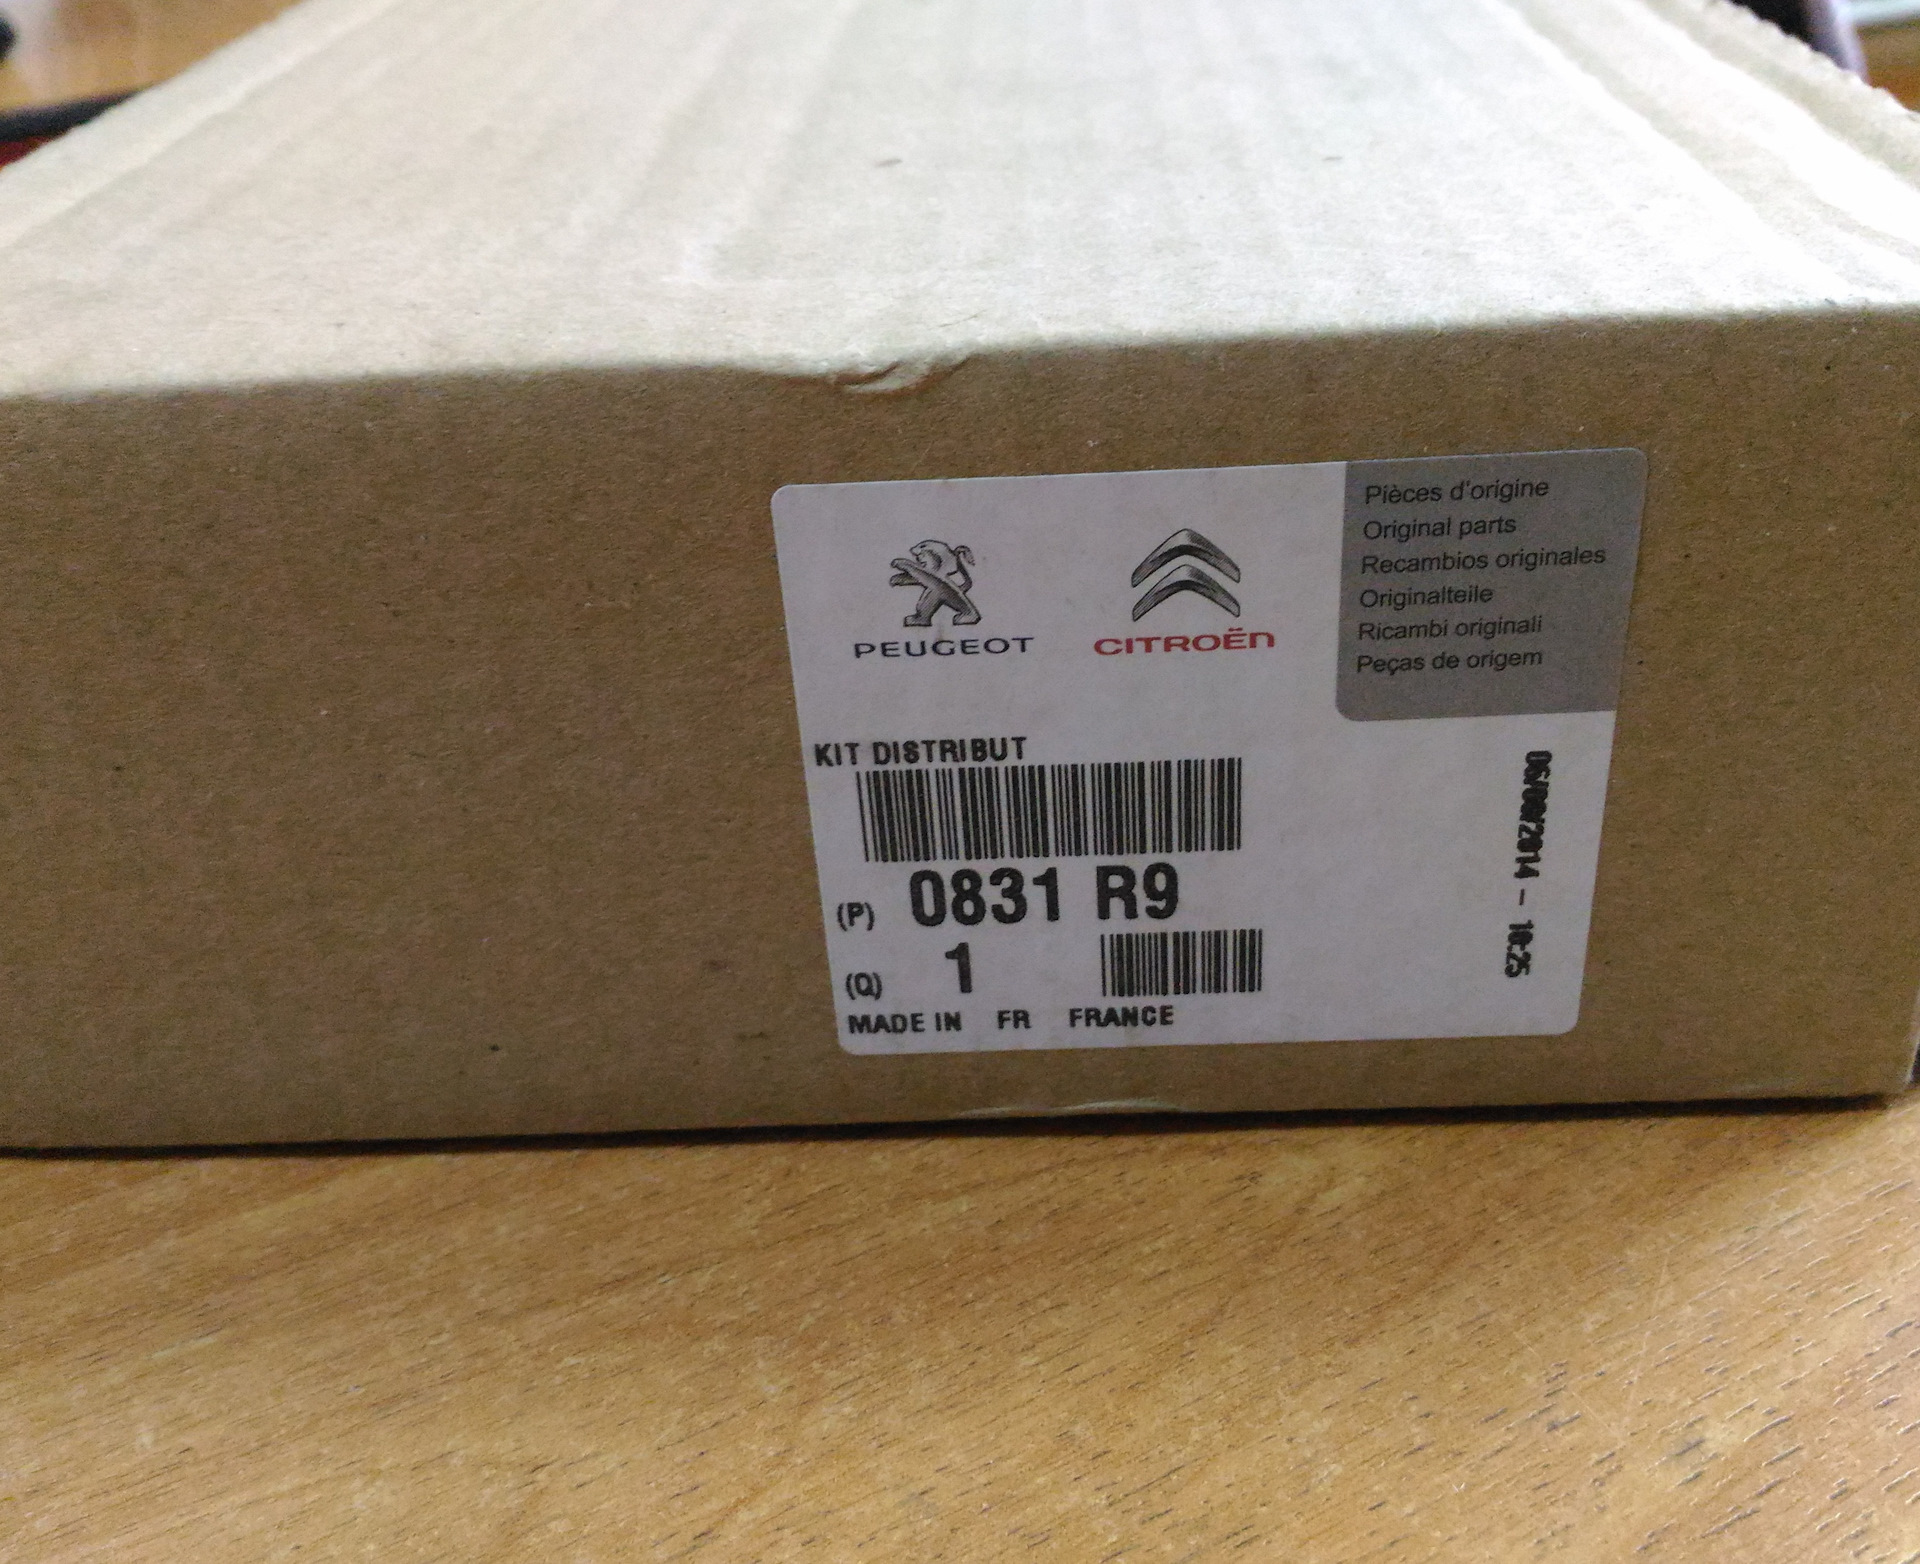 PEUGEOT
CITROËN
Pièces d'origine
Original parts
Recambios originales
Originalteile
Ricambi originali
Peças de origem
KIT DISTRIBUT
(P) 0831 R9
(Q) 1
MADE IN FR FRANCE